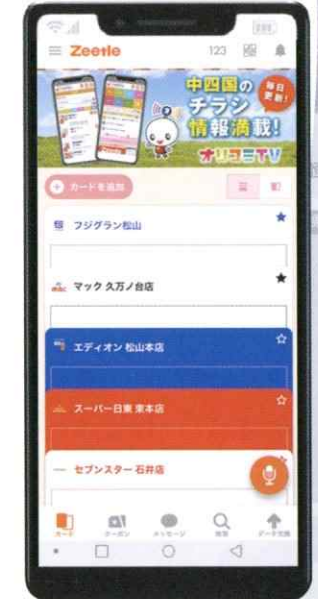 Zeetle
123
中四国の
チラシ
情報満載!
毎日
更新!
オリコミTV
カードを追加
フジグラン松山
マック 久万ノ台店
エディオン 松山本店
スーパー日東 東本店
セブンスター 石井店
カード
クーポン
メッセージ
検索
データ交換